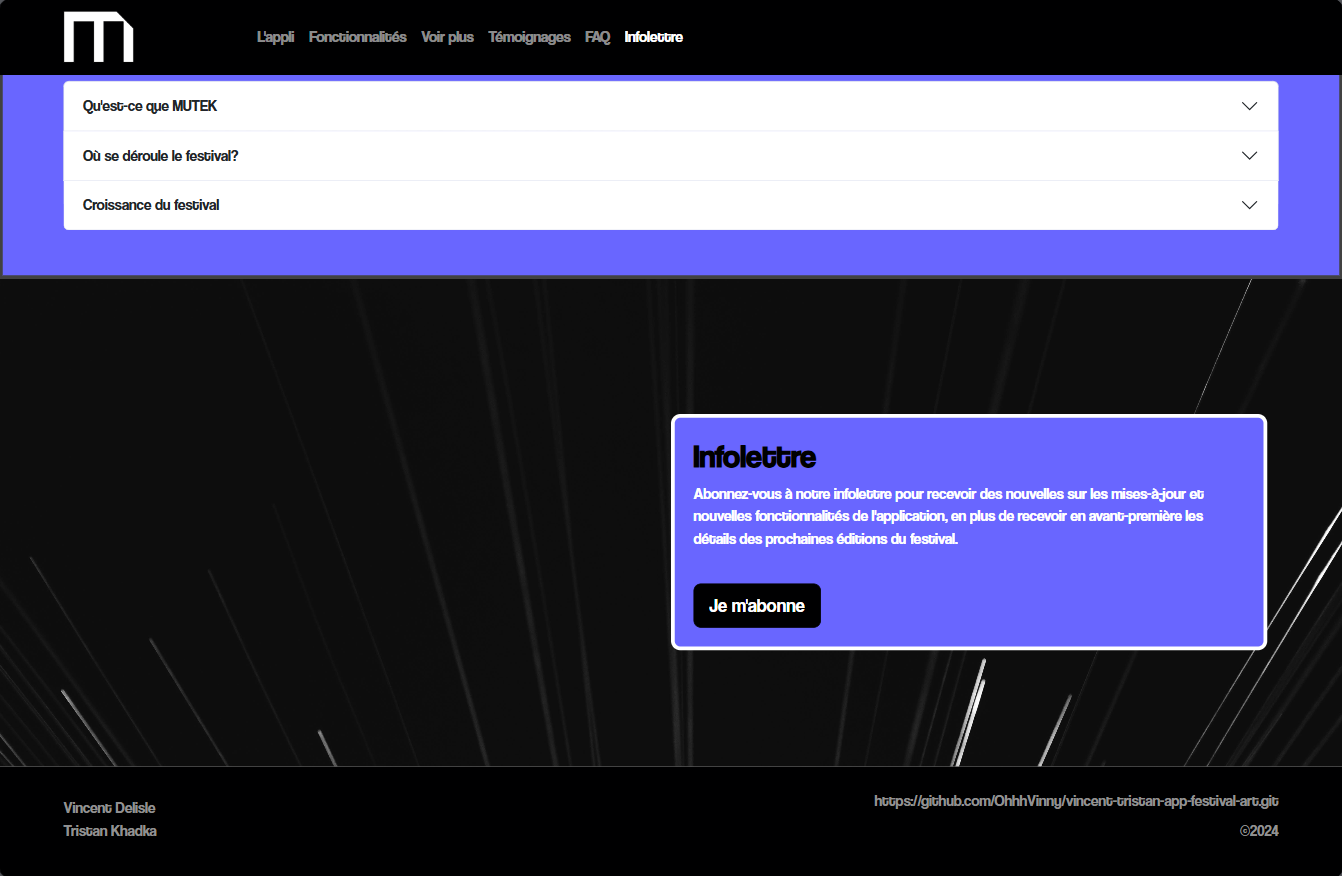 L'appli Fonctionnalités Voir plus Témoignages FAQ Infolettre
Qu'est-ce que MUTEK
Où se déroule le festival?
Croissance du festival
Infolettre
Abonnez-vous à notre infolettre pour recevoir des nouvelles sur les mises-à-jour et
nouvelles fonctionnalités de l'application, en plus de recevoir en avant-première les
détails des prochaines éditions du festival.
Je m'abonne
Vincent Delisle
Tristan Khadka
https://github.com/OhhhVinny/vincent-tristan-app-festival-art.git
©2024